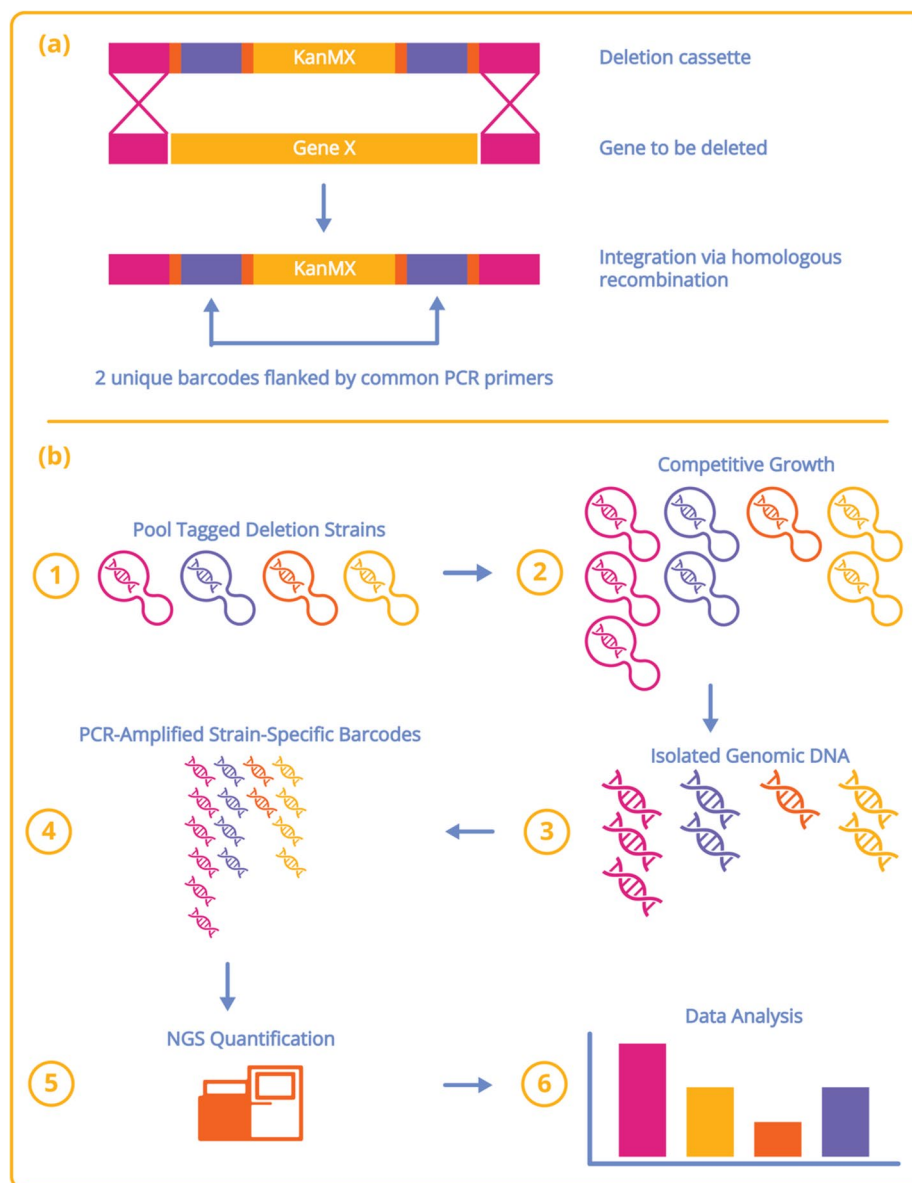 (a)
KanMX
Deletion cassette
Gene X
Gene to be deleted
KanMX
Integration via homologous
recombination
2 unique barcodes flanked by common PCR primers
(b)
Competitive Growth
Pool Tagged Deletion Strains
1
2
PCR-Amplified Strain-Specific Barcodes
Isolated Genomic DNA
4
3
NGS Quantification
Data Analysis
5
6